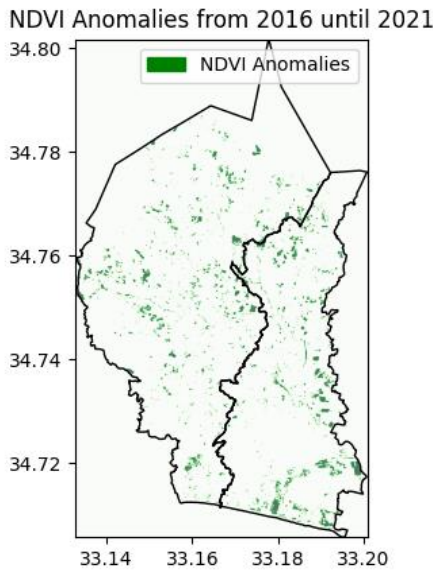 NDVI Anomalies from 2016 until 2021
34.80
NDVI Anomalies
34.78
34.76
34.74
34.72
33.14 33.16 33.18 33.20